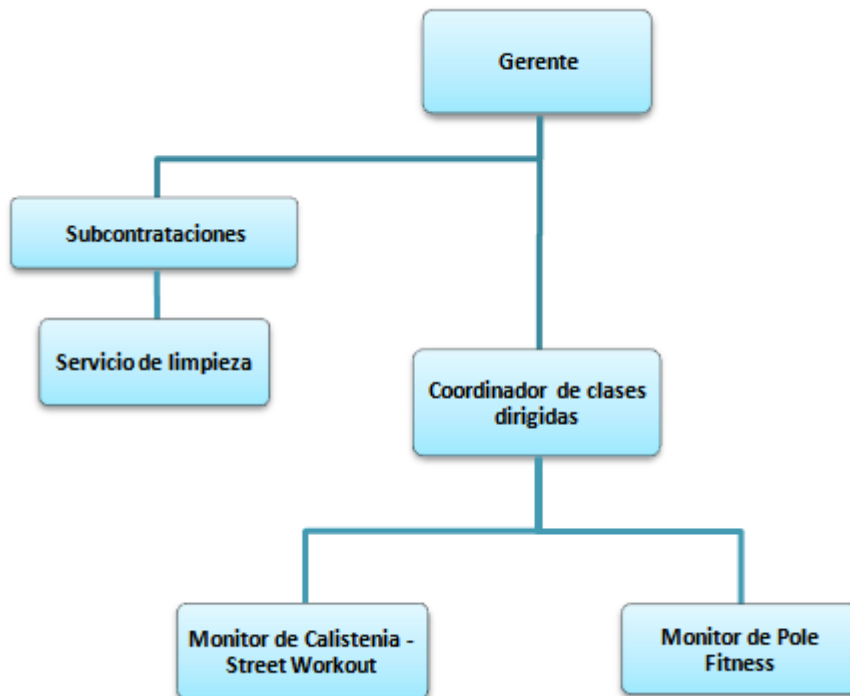 Gerente
Subcontrataciones
Servicio de limpieza
Coordinador de clases
dirigidas
Monitor de Calistenia -
Street Workout
Monitor de Pole
Fitness